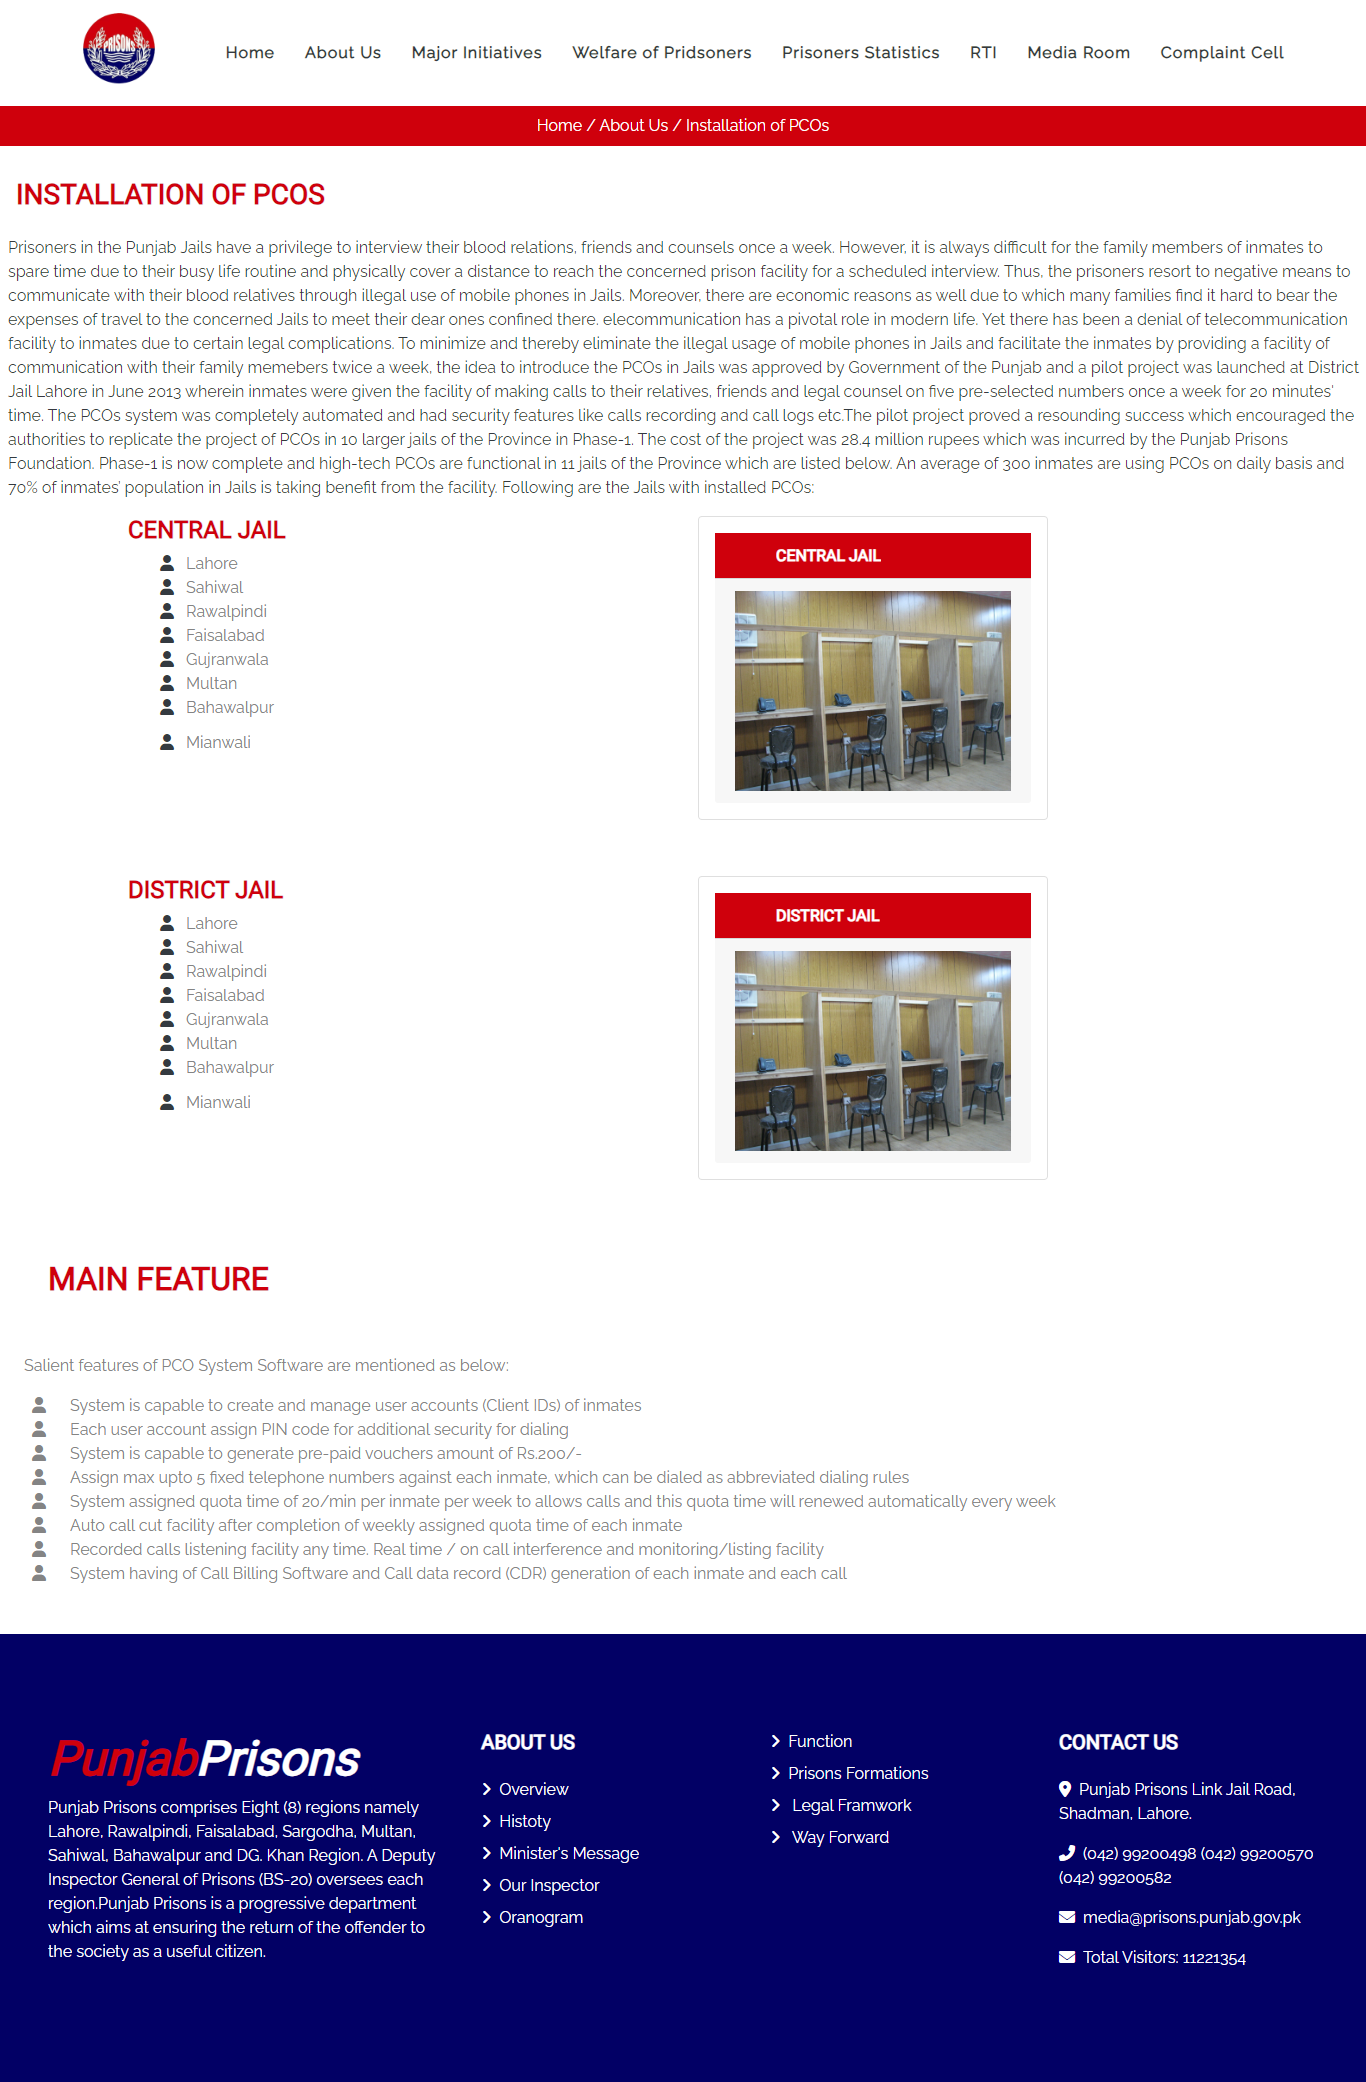 PRISONS
Home About Us Major Initiatives Welfare of Pridsoners Prisoners Statistics RTI Media Room Complaint Cell
Home / About Us / Installation of PCOs
INSTALLATION OF PCOS
Prisoners in the Punjab Jails have a privilege to interview their blood relations, friends and counsels once a week. However, it is always difficult for the family members of inmates to
spare time due to their busy life routine and physically cover a distance to reach the concerned prison facility for a scheduled interview. Thus, the prisoners resort to negative means to
communicate with their blood relatives through illegal use of mobile phones in Jails. Moreover, there are economic reasons as well due to which many families find it hard to bear the
expenses of travel to the concerned Jails to meet their dear ones confined there. elecommunication has a pivotal role in modern life. Yet there has been a denial of telecommunication
facility to inmates due to certain legal complications. To minimize and thereby eliminate the illegal usage of mobile phones in Jails and facilitate the inmates by providing a facility of
communication with their family memebers twice a week, the idea to introduce the PCOs in Jails was approved by Government of the Punjab and a pilot project was launched at District
Jail Lahore in June 2013 wherein inmates were given the facility of making calls to their relatives, friends and legal counsel on five pre-selected numbers once a week for 20 minutes'
time. The PCOs system was completely automated and had security features like calls recording and call logs etc.The pilot project proved a resounding success which encouraged the
authorities to replicate the project of PCOs in 10 larger jails of the Province in Phase-1. The cost of the project was 28.4 million rupees which was incurred by the Punjab Prisons
Foundation. Phase-1 is now complete and high-tech PCOs are functional in 11 jails of the Province which are listed below. An average of 300 inmates are using PCOs on daily basis and
70% of inmates' population in Jails is taking benefit from the facility. Following are the Jails with installed PCOs:
CENTRAL JAIL
Lahore
Sahiwal
Rawalpindi
Faisalabad
Gujranwala
Multan
Bahawalpur
Mianwali
CENTRAL JAIL
DISTRICT JAIL
Lahore
Sahiwal
Rawalpindi
Faisalabad
Gujranwala
Multan
Bahawalpur
Mianwali
DISTRICT JAIL
MAIN FEATURE
Salient features of PCO System Software are mentioned as below:
System is capable to create and manage user accounts (Client IDs) of inmates
Each user account assign PIN code for additional security for dialing
System is capable to generate pre-paid vouchers amount of Rs.200/-
Assign max upto 5 fixed telephone numbers against each inmate, which can be dialed as abbreviated dialing rules
System assigned quota time of 20/min per inmate per week to allows calls and this quota time will renewed automatically every week
Auto call cut facility after completion of weekly assigned quota time of each inmate
Recorded calls listening facility any time. Real time / on call interference and monitoring/listing facility
System having of Call Billing Software and Call data record (CDR) generation of each inmate and each call
PunjabPrisons
Punjab Prisons comprises Eight (8) regions namely
Lahore, Rawalpindi, Faisalabad, Sargodha, Multan,
Sahiwal, Bahawalpur and DG. Khan Region. A Deputy
Inspector General of Prisons (BS-20) oversees each
region.Punjab Prisons is a progressive department
which aims at ensuring the return of the offender to
the society as a useful citizen.
ABOUT US
Overview
Histoty
Minister's Message
Our Inspector
Oranogram
Function
Prisons Formations
Legal Framwork
Way Forward
CONTACT US
Punjab Prisons Link Jail Road,
Shadman, Lahore.
(042) 99200498 (042) 99200570
(042) 99200582
media@prisons.punjab.gov.pk
Total Visitors: 11221354